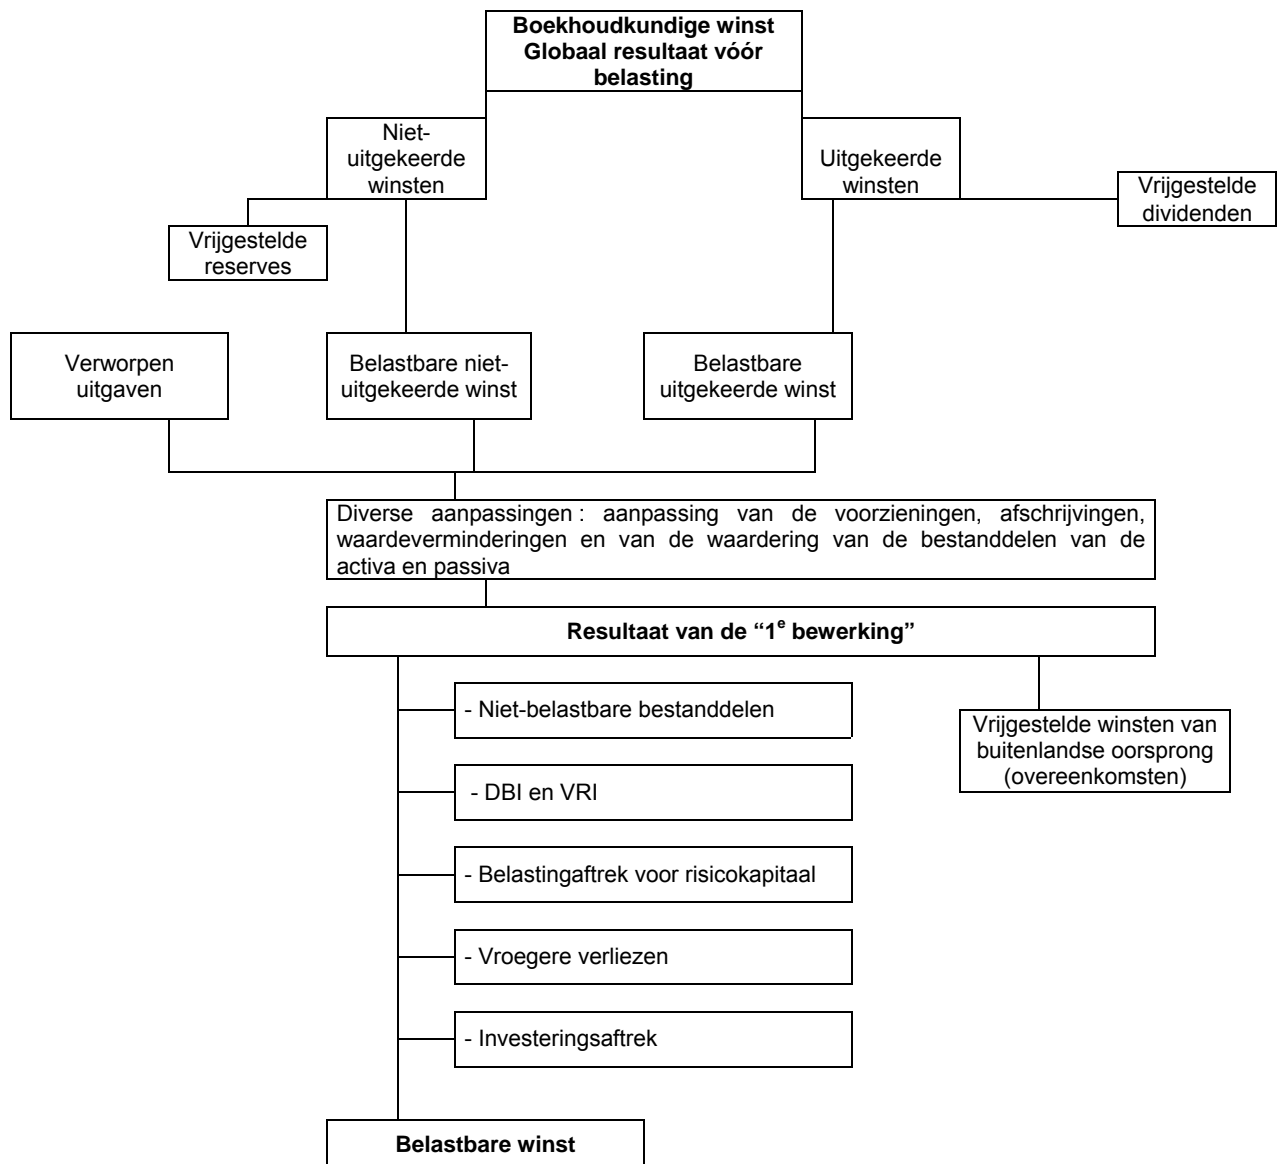 Boekhoudkundige winst
Globaal resultaat vóór
belasting
Niet-
uitgekeerde
winsten
Uitgekeerde
winsten
Vrijgestelde
dividenden
Vrijgestelde
reserves
Verworpen
uitgaven
Belastbare niet-
uitgekeerde winst
Belastbare
uitgekeerde winst
Diverse aanpassingen : aanpassing van de voorzieningen, afschrijvingen,
waardeverminderingen en van de waardering van de bestanddelen van de
activa en passiva
Resultaat van de “1e bewerking”
- Niet-belastbare bestanddelen
Vrijgestelde winsten van
buitenlandse oorsprong
(overeenkomsten)
- DBI en VRI
- Belastingaftrek voor risicokapitaal
- Vroegere verliezen
- Investeringsaftrek
Belastbare winst